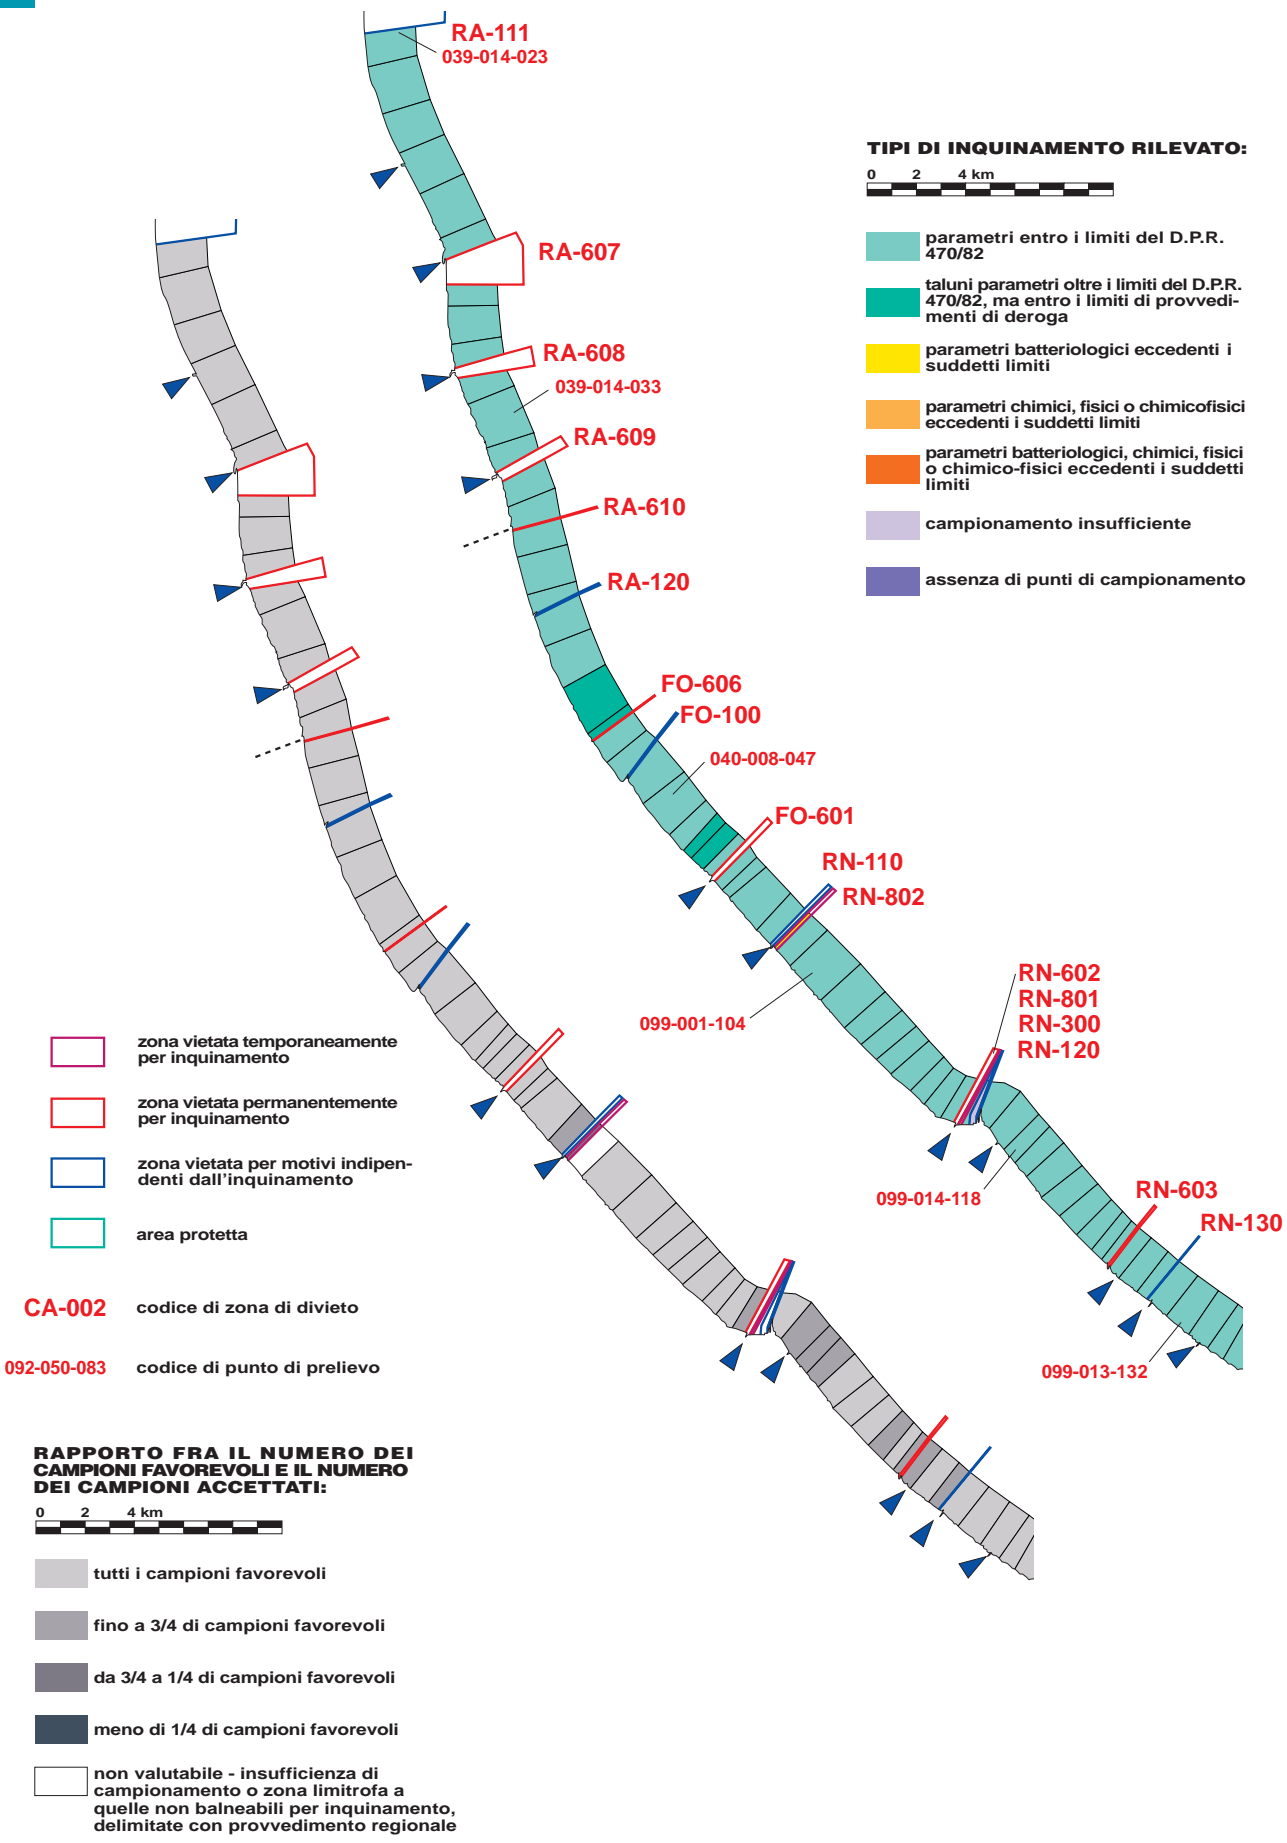 RA-111
039-014-023
TIPI DI INQUINAMENTO RILEVATO:
0 2 4 km
parametri entro i limiti del D.P.R.
470/82
taluni parametri oltre i limiti del D.P.R.
470/82, ma entro i limiti di provvedi-
menti di deroga
parametri batteriologici eccedenti i
suddetti limiti
parametri chimici, fisici o chimicofisici
eccedenti i suddetti limiti
parametri batteriologici, chimici, fisici
o chimico-fisici eccedenti i suddetti
limiti
campionamento insufficiente
assenza di punti di campionamento
RA-607
RA-608
039-014-033
RA-609
RA-610
RA-120
FO-606
FO-100
040-008-047
FO-601
RN-110
RN-802
099-001-104
RN-602
RN-801
RN-300
RN-120
099-014-118
RN-603
RN-130
099-013-132
zona vietata temporaneamente
per inquinamento
zona vietata permanentemente
per inquinamento
zona vietata per motivi indipen-
denti dall'inquinamento
area protetta
CA-002 codice di zona di divieto
092-050-083 codice di punto di prelievo
RAPPORTO FRA IL NUMERO DEI
CAMPIONI FAVOREVOLI E IL NUMERO
DEI CAMPIONI ACCETTATI:
0 2 4 km
tutti i campioni favorevoli
fino a 3/4 di campioni favorevoli
da 3/4 a 1/4 di campioni favorevoli
meno di 1/4 di campioni favorevoli
non valutabile - insufficienza di
campionamento o zona limitrofa a
quelle non balneabili per inquinamento,
delimitate con provvedimento regionale